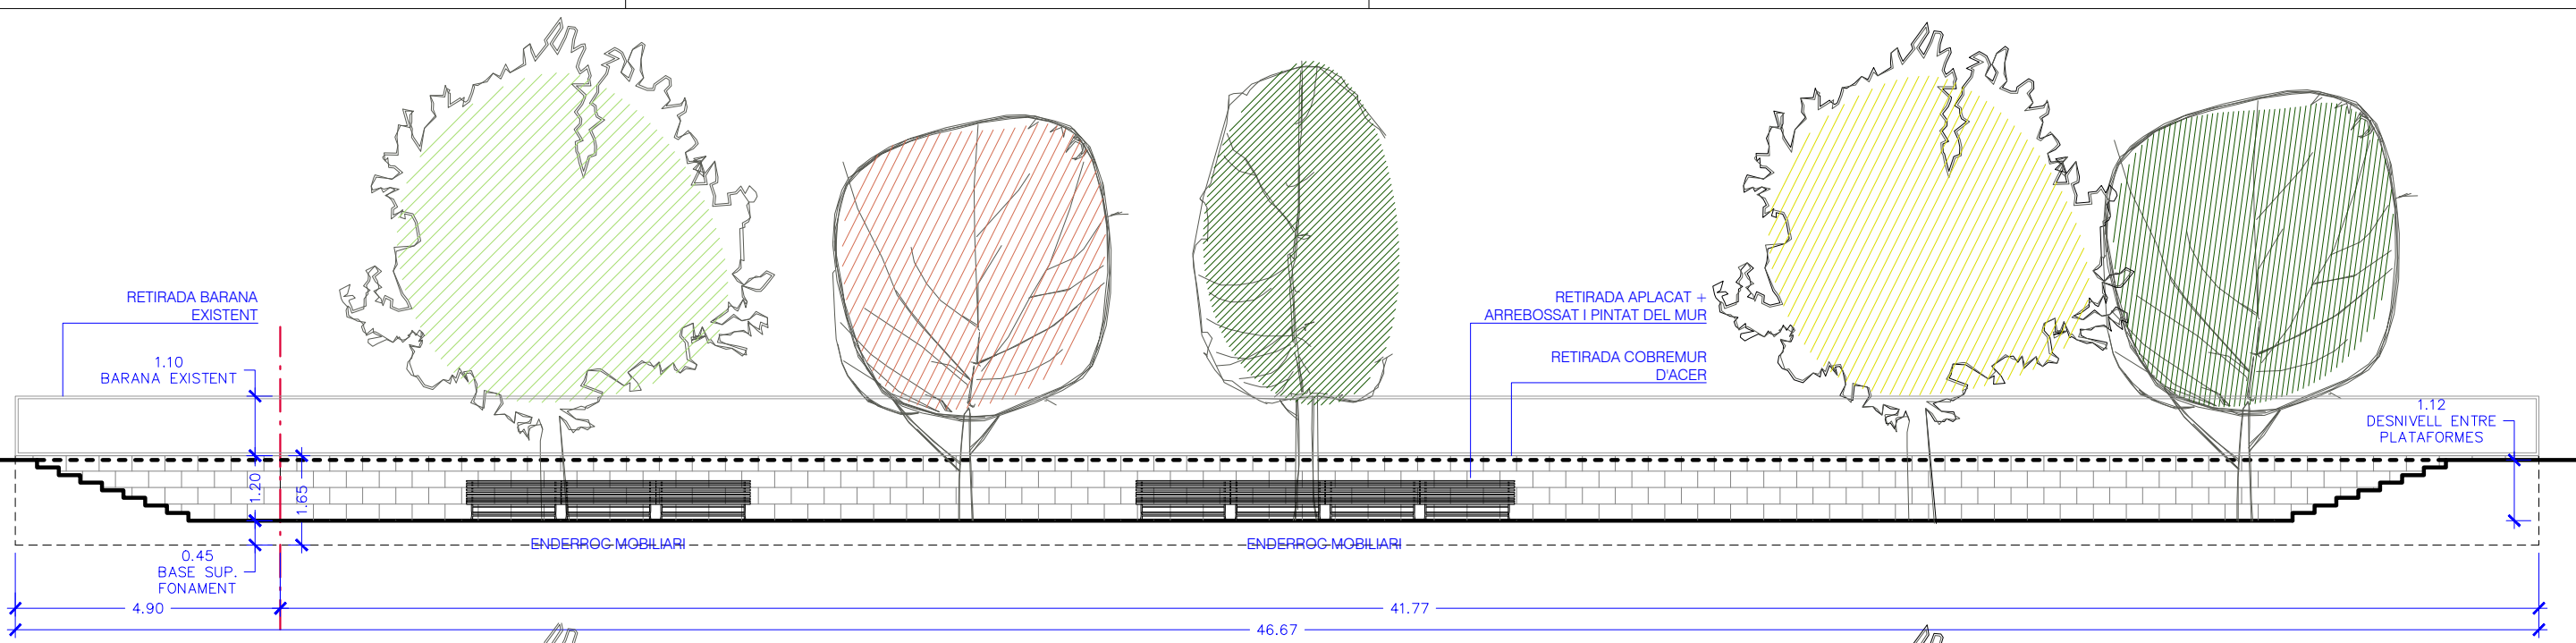 RETIRADA BARANA
EXISTENT
1.10
BARANA EXISTENT
RETIRADA APLACAT +
ARREBOSSAT I PINTAT DEL MUR
RETIRADA COBREMUR
D'ACER
1.12
DESNIVELL ENTRE
PLATAFORMES
1.20
1.65
ENDERROC MOBILIARI
ENDERROC MOBILIARI
0.45
BASE SUP.
FONAMENT
4.90
41.77
46.67